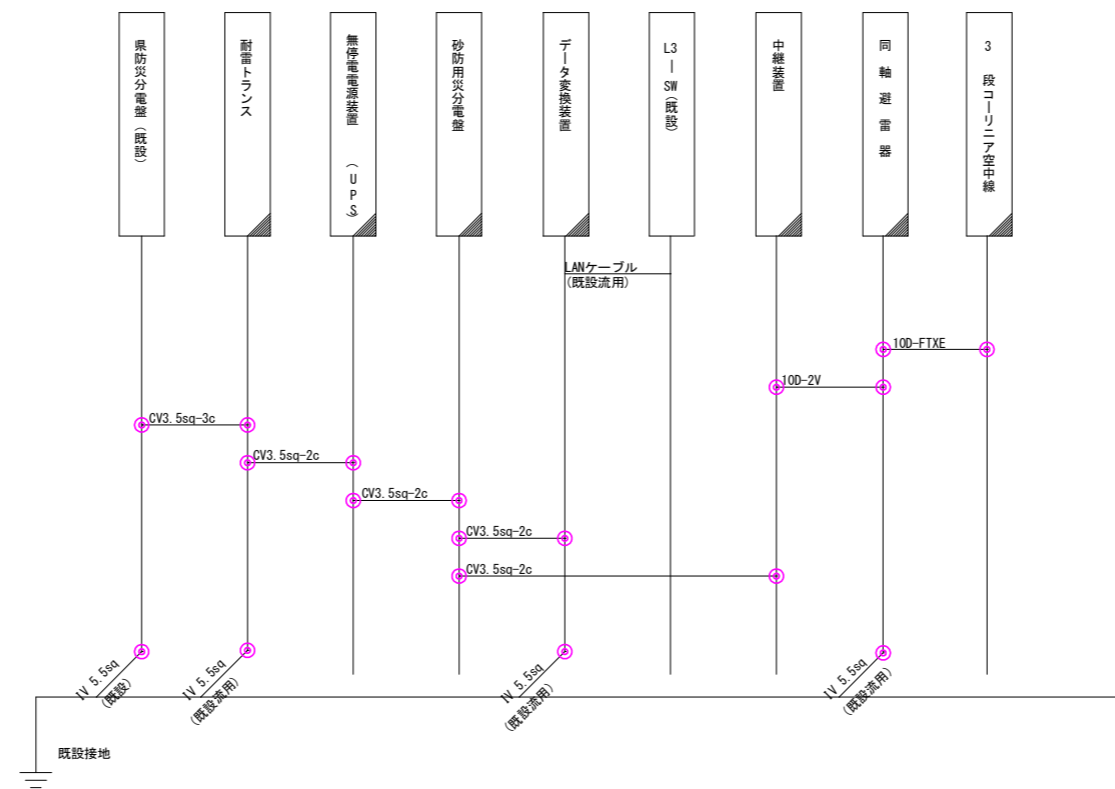 県防災分電盤（既設）
耐雷トランス
無停電電源装置 （UPS）
砂防用災分電盤
データ変換装置
L3ーSW（既設）
中継装置
同軸避雷器
3 段コーリニア空中線
LANケーブル
(既設流用)
10D-FTXE
10D-2V
CV3.5sq-3c
CV3.5sq-2c
CV3.5sq-2c
CV3.5sq-2c
CV3.5sq-2c
IV 5.5sq
(既設)
IV 5.5sq
(既設流用)
IV 5.5sq
(既設流用)
IV 5.5sq
(既設流用)
既設接地